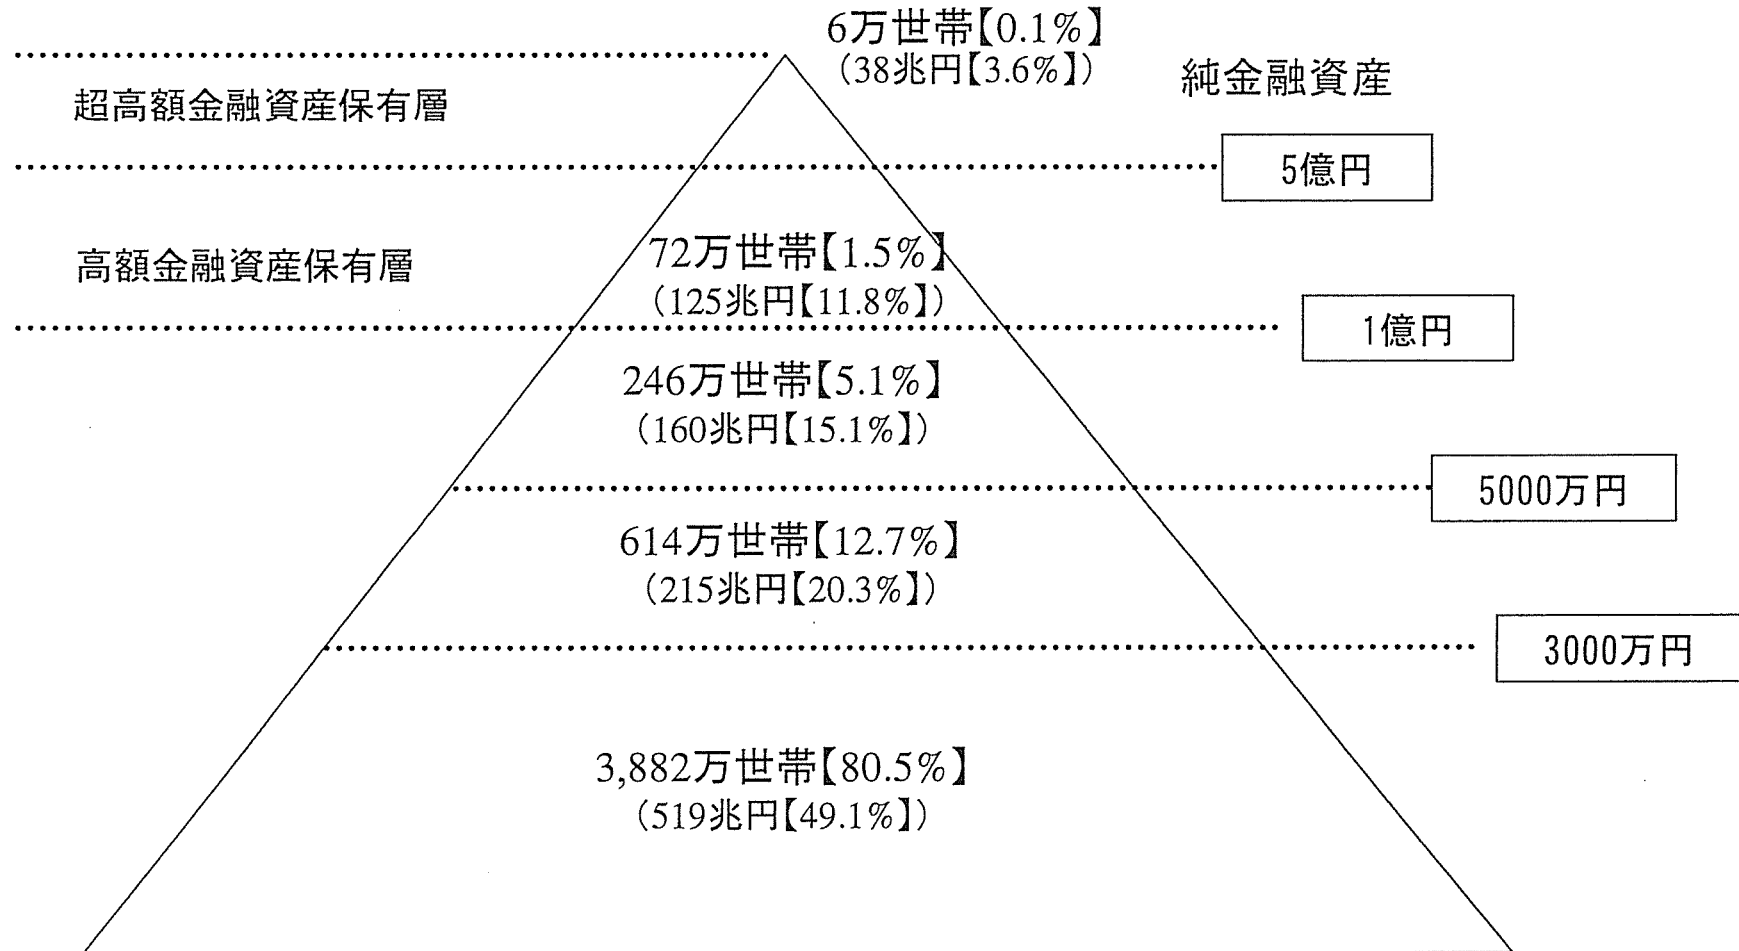 6万世帯【0.1%】
(38兆円【3.6%】)
純金融資産
超高額金融資産保有層
5億円
高額金融資産保有層
72万世帯【1.5%】
(125兆円【11.8%】)
1億円
246万世帯【5.1%】
(160兆円【15.1%】)
5000万円
614万世帯【12.7%】
(215兆円【20.3%】)
3000万円
3,882万世帯【80.5%】
(519兆円【49.1%】)